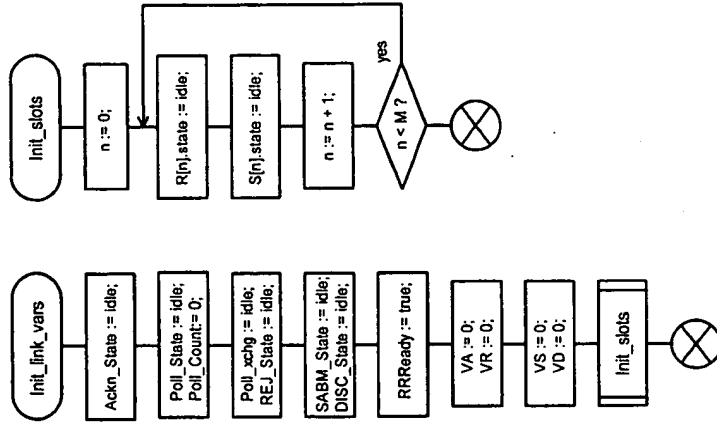 Init_link_vars
Ackn_State := idle;
Poll_State := idle;
Poll_Count:= 0;
Poll_xchg := idle;
REJ_State := idle;
SABM_State := idle;
DISC_State := idle;
RRReady := true;
VA := 0;
VR := 0;
VS := 0;
VD := 0;
Init_slots
Init_slots
n := 0;
R[n].state := idle;
S[n].state := idle;
n := n + 1;
n < M ?
yes